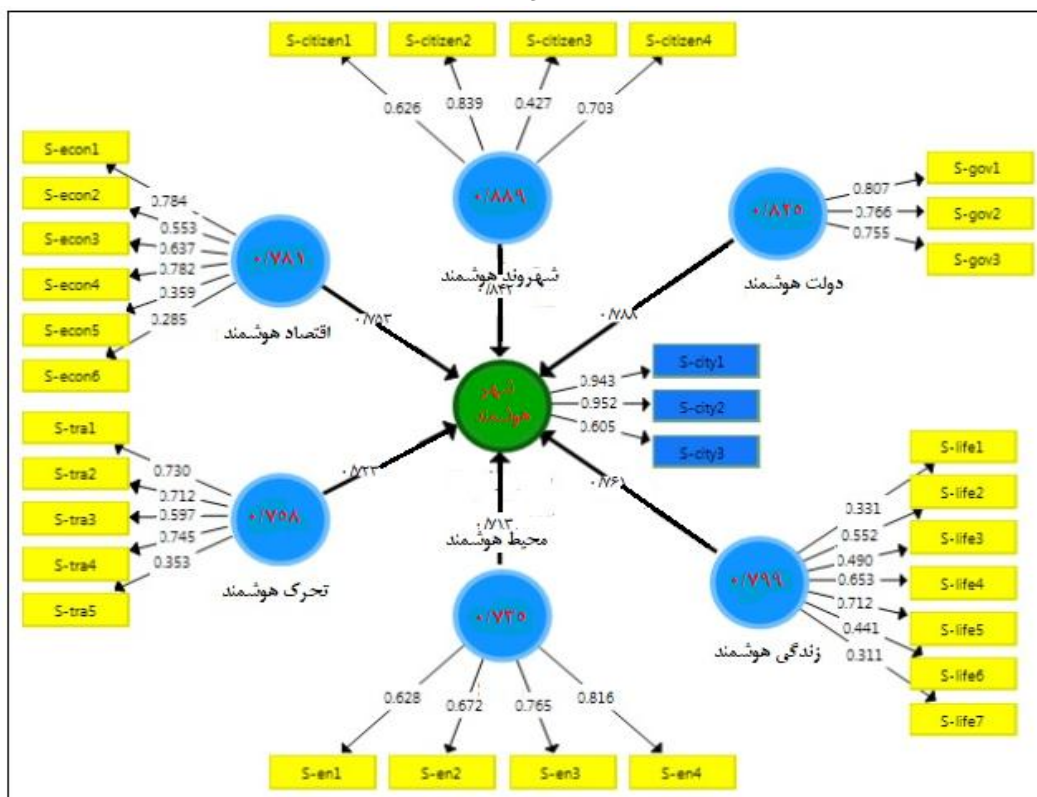 S-citizen1 S-citizen2 S-citizen3 S-citizen4
0.626 0.839 0.427 0.703
۰/۸۸۹
شهروند هوشمند
۰/۸۴۲
S-econ1
S-econ2
S-econ3
S-econ4
S-econ5
S-econ6
0.784
0.553
0.637
0.782
0.359
0.285
۰/۷۸۱
اقتصاد هوشمند
۰/۷۵۳
S-gov1
S-gov2
S-gov3
0.807
0.766
0.755
دولت هوشمند
۰/۷۸۸
شهر
هوشمند
0.943
0.952
0.605
S-city1
S-city2
S-city3
S-tra1
S-tra2
S-tra3
S-tra4
S-tra5
0.730
0.712
0.597
0.745
0.353
۰/۷۵۸
تحرک هوشمند
۰/۷۱۳
محیط هوشمند
0.628 0.672 0.765 0.816
S-en1 S-en2 S-en3 S-en4
۰/۷۶۱
۰/۷۹۹
زندگی هوشمند
0.331
0.552
0.490
0.653
0.712
0.441
0.311
S-life1
S-life2
S-life3
S-life4
S-life5
S-life6
S-life7